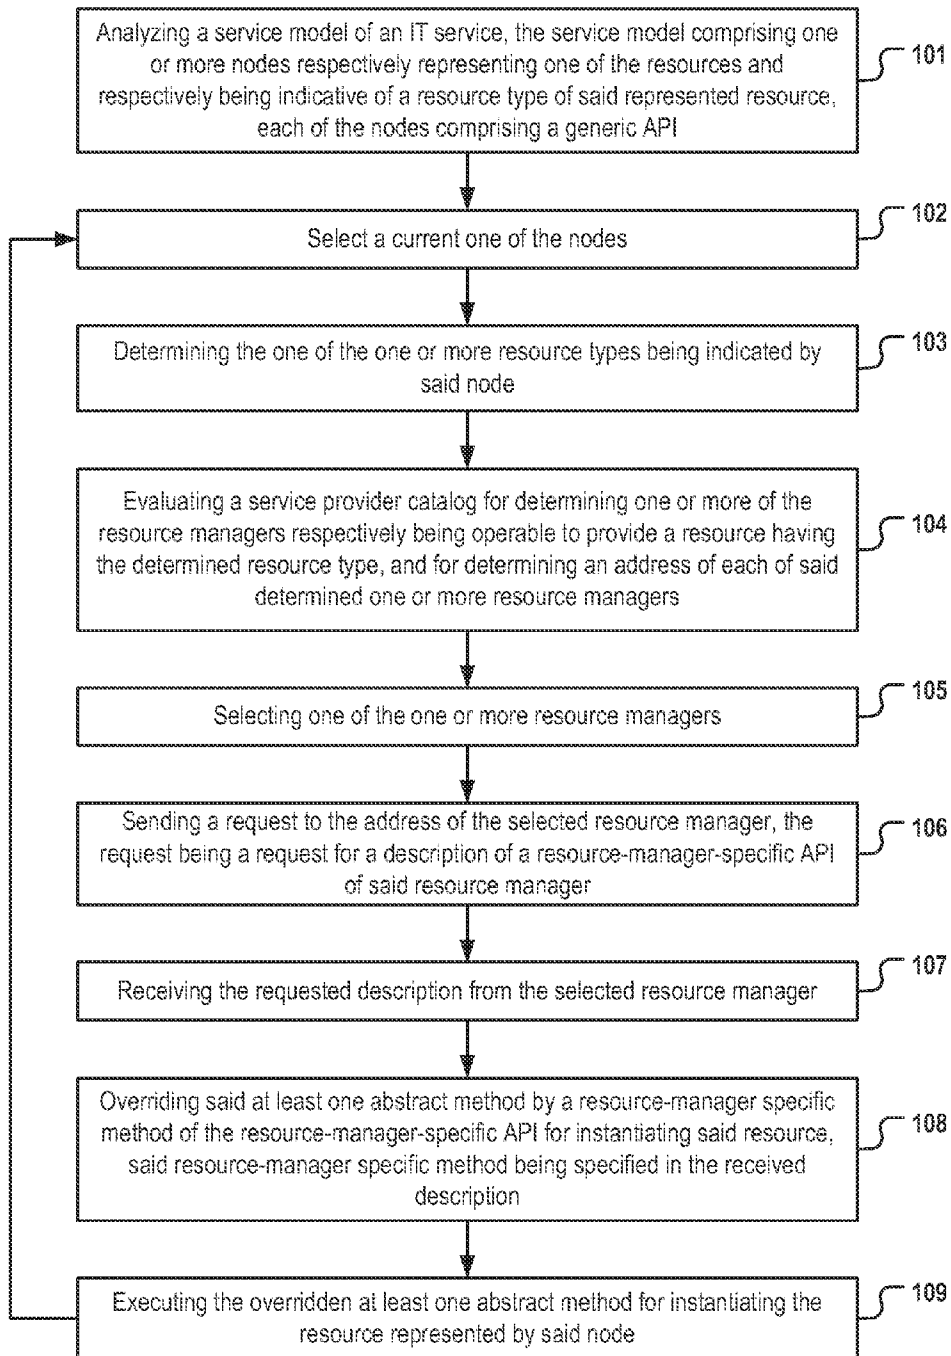 Analyzing a service model of an IT service, the service model comprising one
or more nodes respectively representing one of the resources and
respectively being indicative of a resource type of said represented resource,
each of the nodes comprising a generic API
101
Select a current one of the nodes
102
Determining the one of the one or more resource types being indicated by
said node
103
Evaluating a service provider catalog for determining one or more of the
resource managers respectively being operable to provide a resource having
the determined resource type, and for determining an address of each of said
determined one or more resource managers
104
Selecting one of the one or more resource managers
105
Sending a request to the address of the selected resource manager, the
request being a request for a description of a resource-manager-specific API
of said resource manager
106
Receiving the requested description from the selected resource manager
107
Overriding said at least one abstract method by a resource-manager specific
method of the resource-manager-specific API for instantiating said resource,
said resource-manager specific method being specified in the received
description
108
Executing the overridden at least one abstract method for instantiating the
resource represented by said node
109